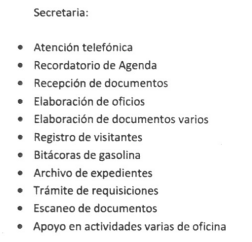 Secretaria:
• Atención telefónica
• Recordatorio de Agenda
• Recepción de documentos
• Elaboración de oficios
• Elaboración de documentos varios
• Registro de visitantes
• Bitácoras de gasolina
• Archivo de expedientes
• Trámite de requisiciones
• Escaneo de documentos
• Apoyo en actividades varias de oficina